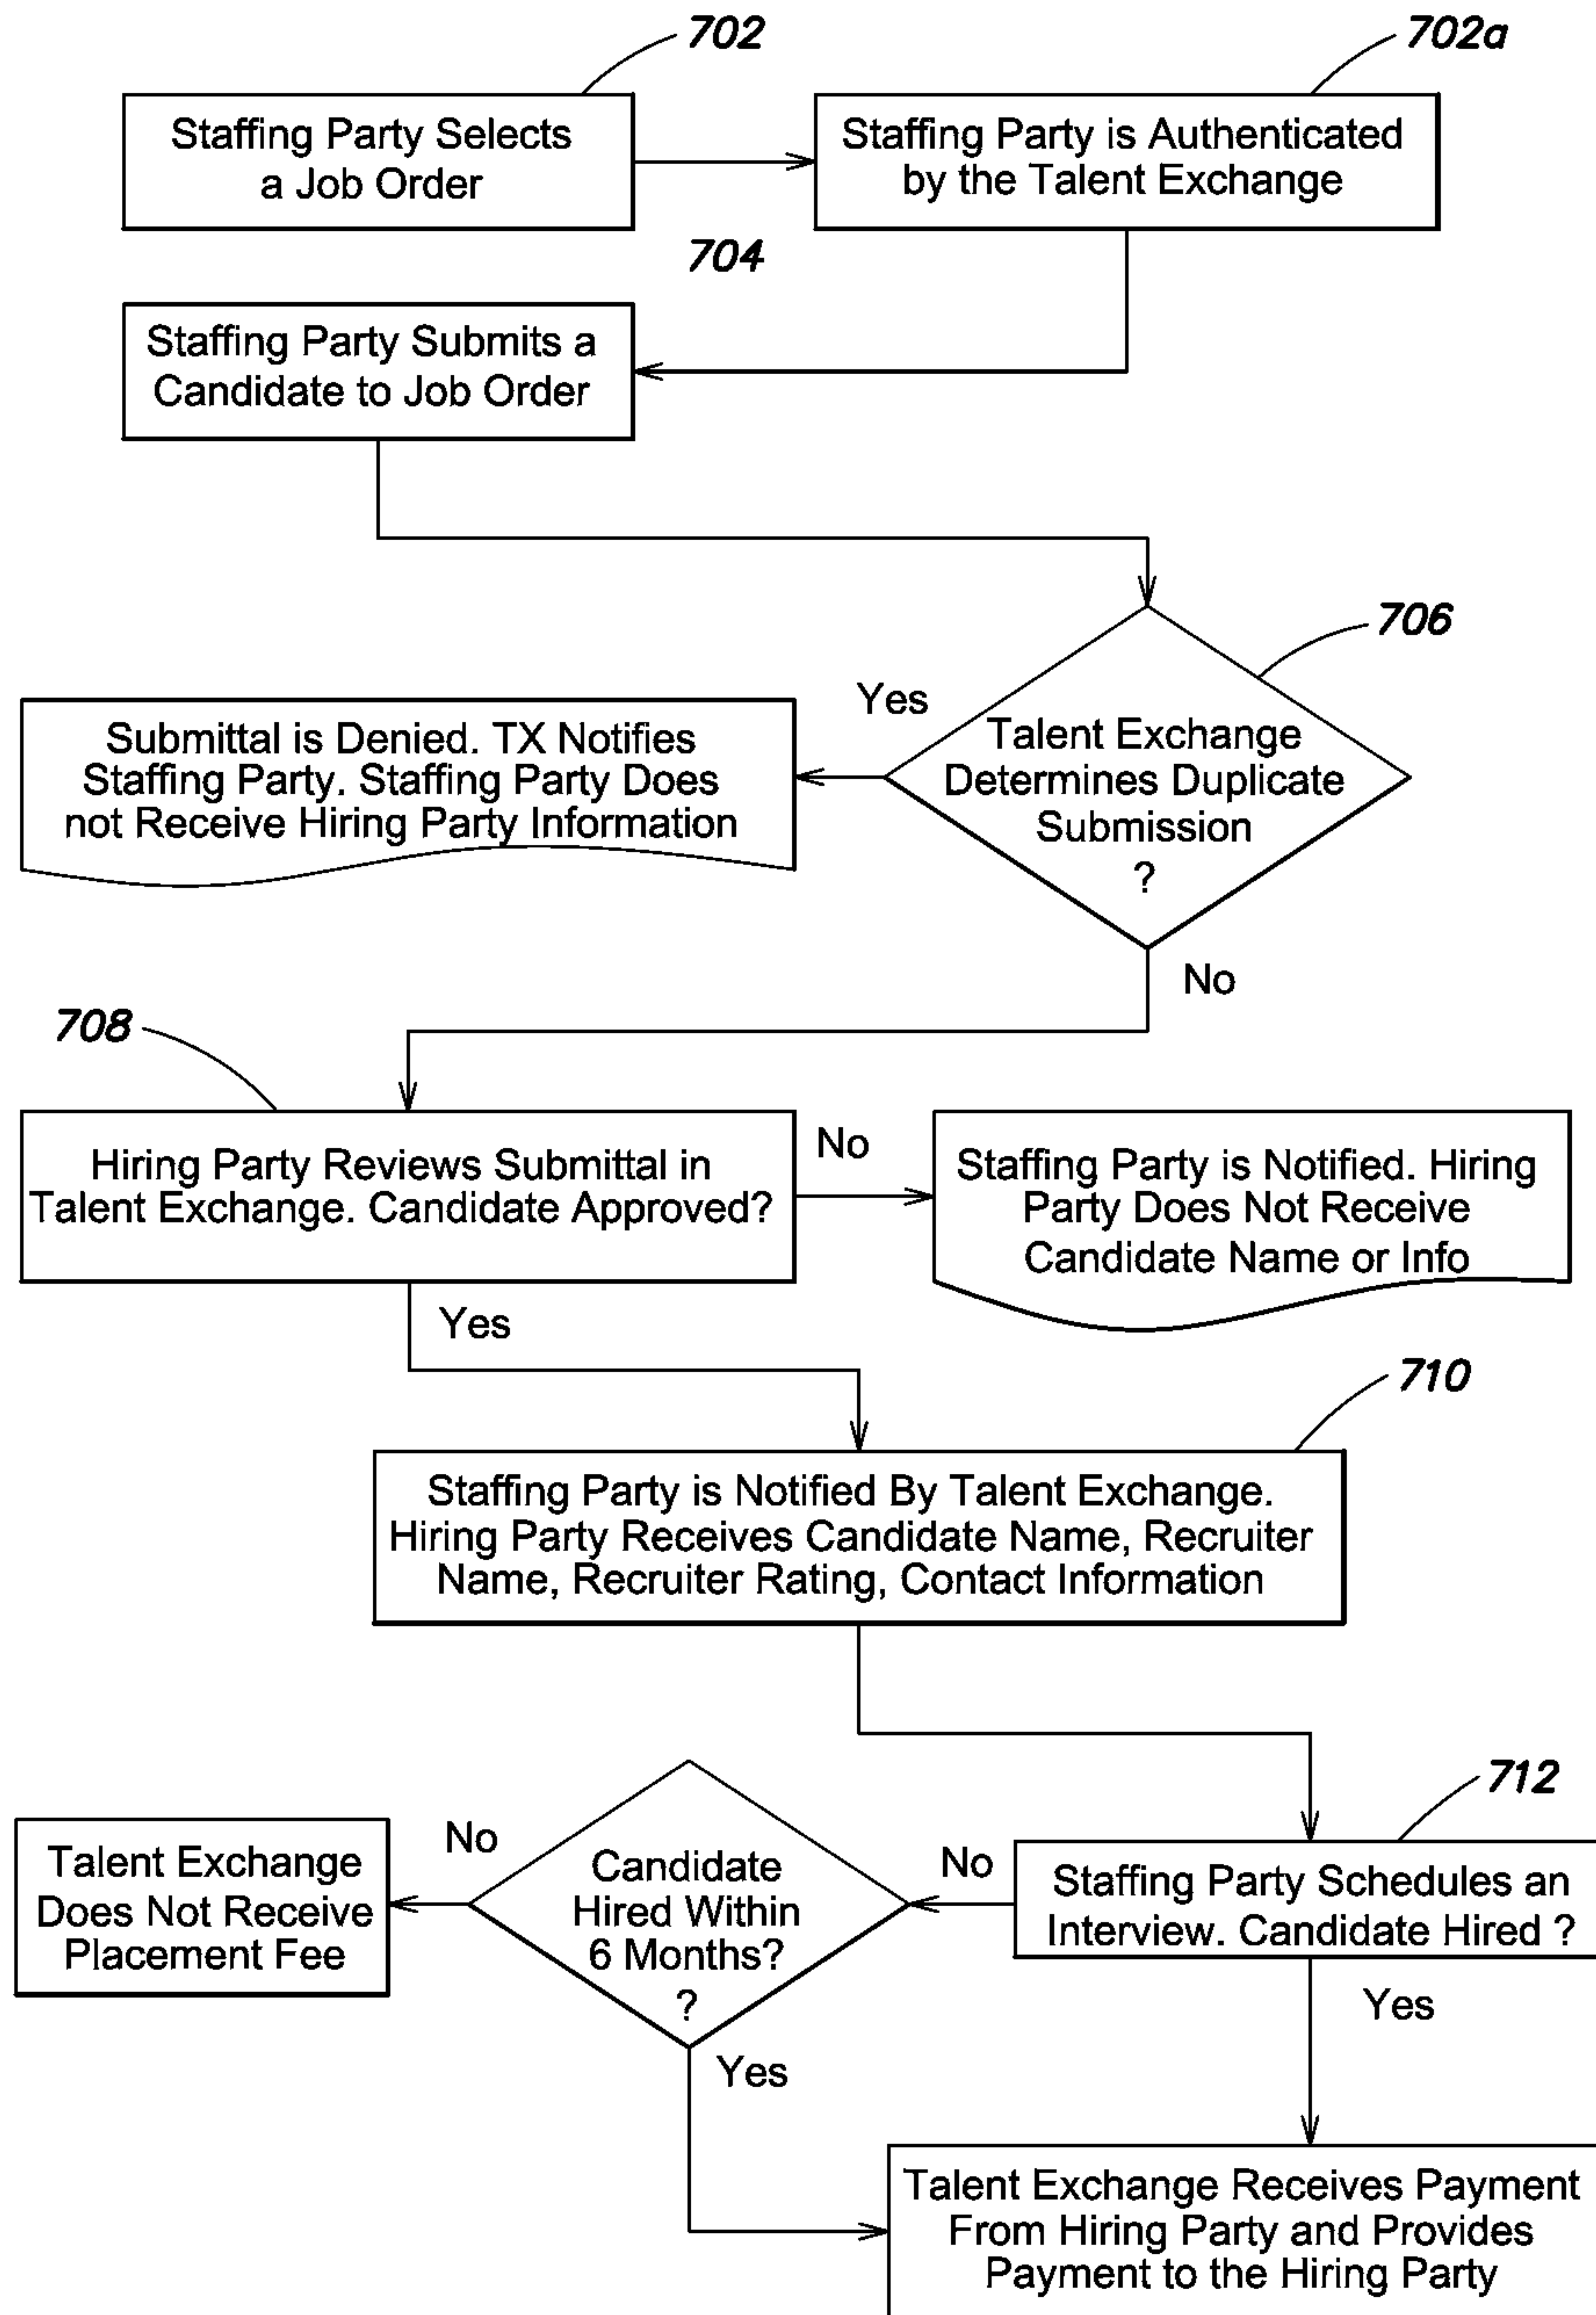 702
702a
Staffing Party Selects
a Job Order
Staffing Party is Authenticated
by the Talent Exchange
704
Staffing Party Submits a
Candidate to Job Order
706
Yes
Talent Exchange
Determines Duplicate
Submission
?
Submittal is Denied. TX Notifies
Staffing Party. Staffing Party Does
not Receive Hiring Party Information
No
708
Hiring Party Reviews Submittal in
Talent Exchange. Candidate Approved?
No
Staffing Party is Notified. Hiring
Party Does Not Receive
Candidate Name or Info
Yes
710
Staffing Party is Notified By Talent Exchange.
Hiring Party Receives Candidate Name, Recruiter
Name, Recruiter Rating, Contact Information
712
Staffing Party Schedules an
Interview. Candidate Hired ?
No
Candidate
Hired Within
6 Months?
?
No
Talent Exchange
Does Not Receive
Placement Fee
Yes
Yes
Talent Exchange Receives Payment
From Hiring Party and Provides
Payment to the Hiring Party